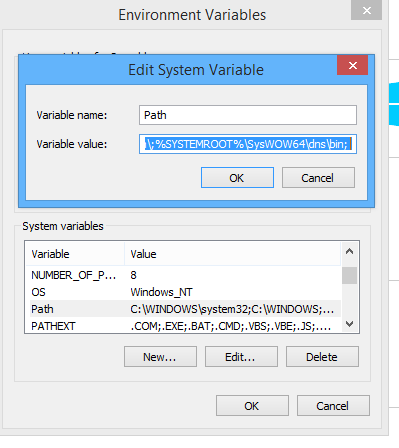 Environment Variables
Edit System Variable
Variable name:
Path
Variable value:
\;%SYSTEMROOT%\SysWOW64\dns\bin;
OK
Cancel
System variables
Variable
Value
NUMBER_OF_P...
8
OS
Windows_NT
Path
C:\WINDOWS\system32;C:\WINDOWS;...
PATHEXT
.COM;.EXE;.BAT;.CMD;.VBS;.VBE;.JS;....
New...
Edit...
Delete
OK
Cancel